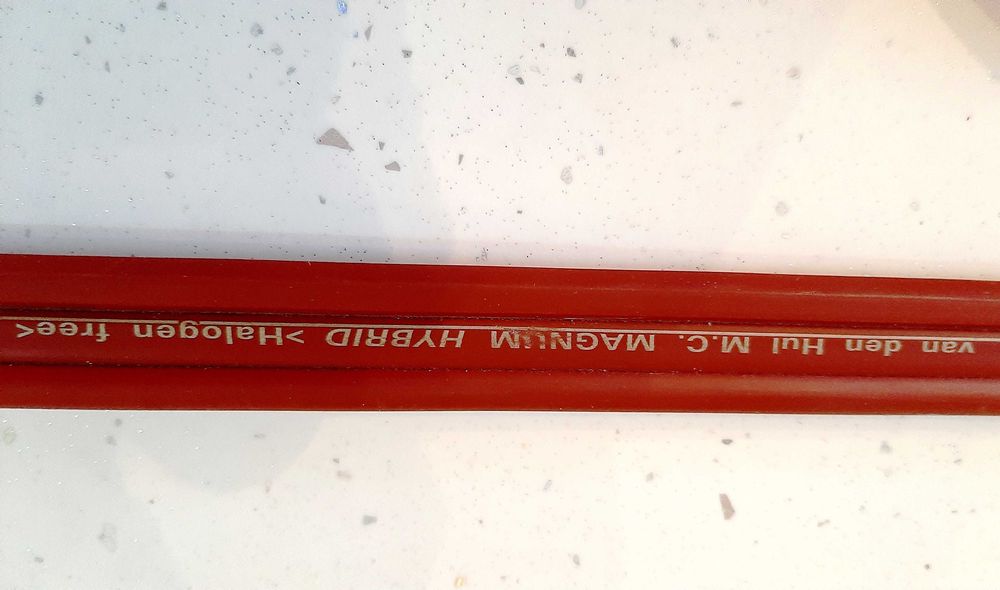 van den Hul M.C. MAGNUM HYBRID >Halogen free<